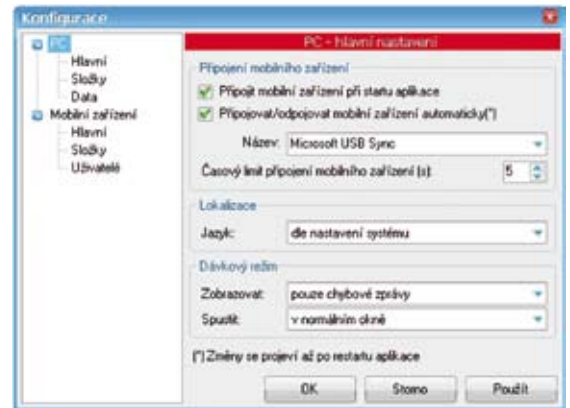 Konfigurace
PC
Hlavní
Složky
Data
Mobilní zařízení
Hlavní
Složky
Uživatelé
PC - hlavní nastavení
Připojení mobilního zařízení
Připojit mobilní zařízení při startu aplikace
Připojovat/odpojovat mobilní zařízení automaticky(*)
Název: Microsoft USB Sync
Časový limit připojení mobilního zařízení (s): 5
Lokalizace
Jazyk: dle nastavení systému
Dávkový režim
Zobrazovat: pouze chybové zprávy
Spustit: v normálním okně
(*) Změny se projeví až po restartu aplikace
OK Storno Použít